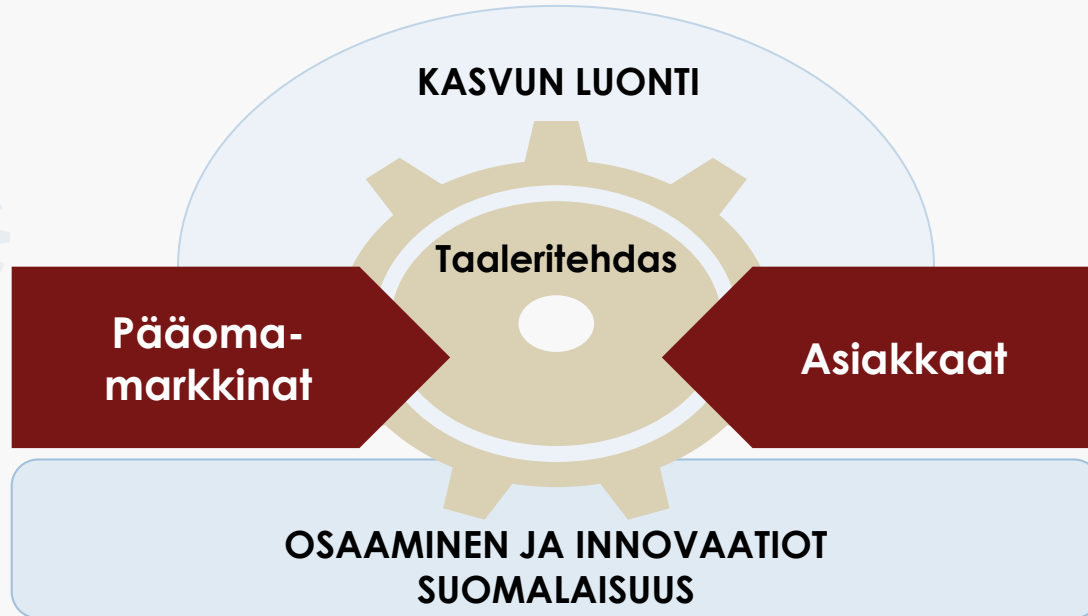 KASVUN LUONTI
Taaleritehdas
Pääoma-
markkinat
Asiakkaat
OSAAMINEN JA INNOVAATIOT
SUOMALAISUUS